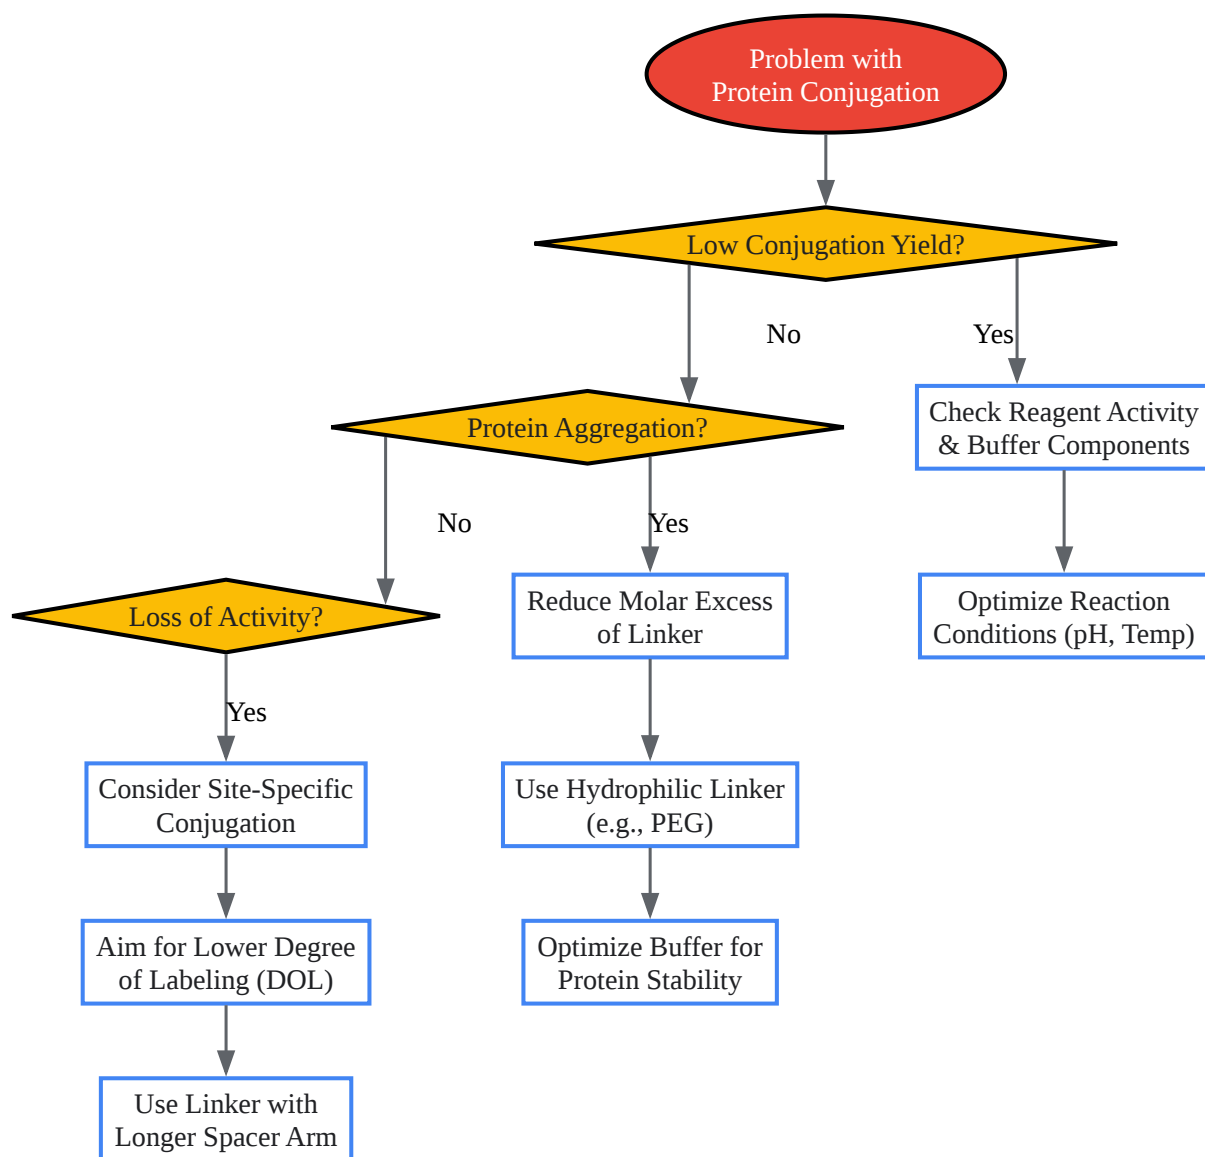 Problem with
Protein Conjugation
Low Conjugation Yield?
No
Yes
Protein Aggregation?
Check Reagent Activity
& Buffer Components
No
Yes
Loss of Activity?
Reduce Molar Excess
of Linker
Optimize Reaction
Conditions (pH, Temp)
Yes
Consider Site-Specific
Conjugation
Use Hydrophilic Linker
(e.g., PEG)
Aim for Lower Degree
of Labeling (DOL)
Optimize Buffer for
Protein Stability
Use Linker with
Longer Spacer Arm